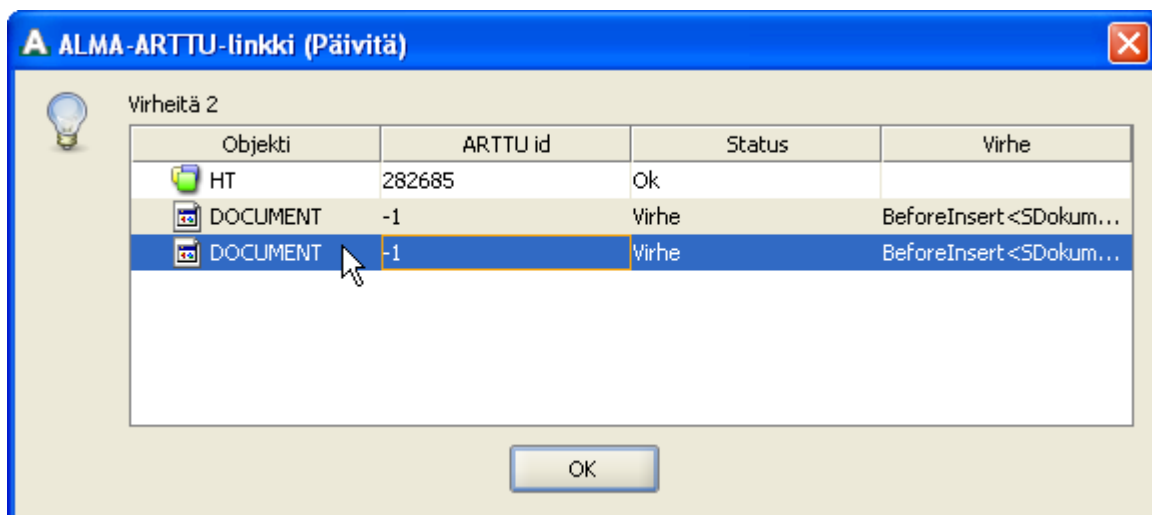 ALMA-ARTTU-linkki (Päivitä)
Virheitä 2
Objekti ARTTU id Status Virhe
HT 282685 Ok
DOCUMENT -1 Virhe BeforeInsert<SDokum...
DOCUMENT -1 Virhe BeforeInsert<SDokum...
OK